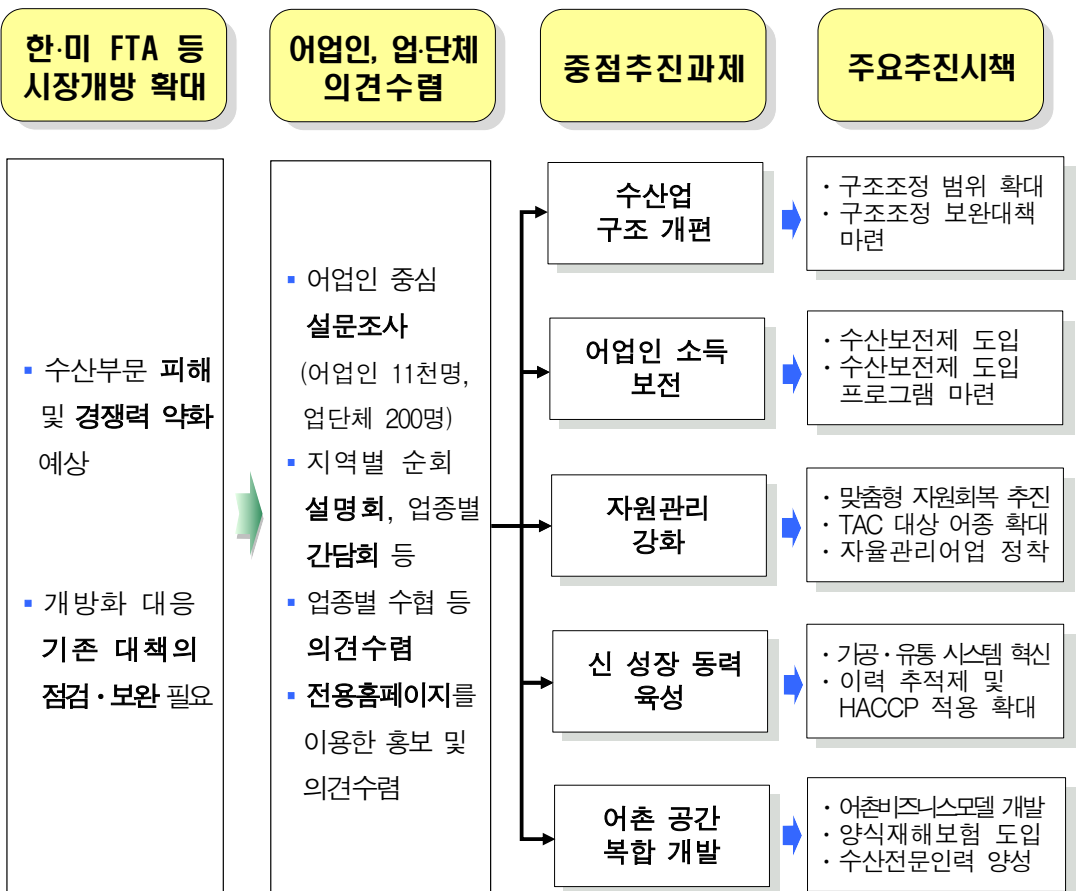 한·미 FTA 등
시장개방 확대
어업인, 업·단체
의견수렴
중점추진과제
주요추진시책
▪ 수산부문 피해
및 경쟁력 약화
예상
▪ 개방화 대응
기존 대책의
점검·보완 필요
▪ 어업인 중심
설문조사
(어업인 11천명,
업단체 200명)
▪ 지역별 순회
설명회, 업종별
간담회 등
▪ 업종별 수협 등
의견수렴
▪ 전용홈페이지를
이용한 홍보 및
의견수렴
수산업
구조 개편
· 구조조정 범위 확대
· 구조조정 보완대책
마련
어업인 소득
보전
· 수산보전제 도입
· 수산보전제 도입
프로그램 마련
자원관리
강화
· 맞춤형 자원회복 추진
· TAC 대상 어종 확대
· 자율관리어업 정착
신 성장 동력
육성
· 가공·유통 시스템 혁신
· 이력 추적제 및
HACCP 적용 확대
어촌 공간
복합 개발
· 어촌비즈니스모델 개발
· 양식재해보험 도입
· 수산전문인력 양성